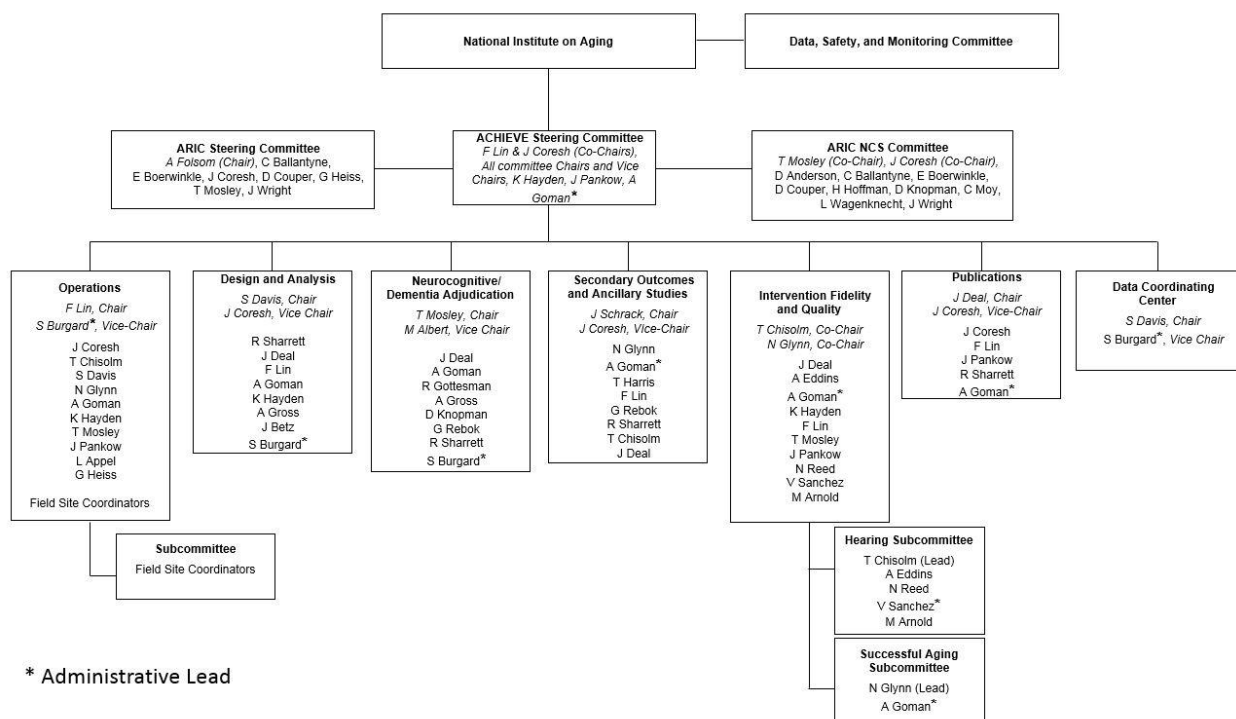 National Institute on Aging
Data, Safety, and Monitoring Committee
ARIC Steering Committee
A Folsom (Chair), C Ballantyne,
E Boerwinkle, J Coresh, D Couper, G Heiss,
T Mosley, J Wright
ACHIEVE Steering Committee
F Lin & J Coresh (Co-Chairs),
All committee Chairs and Vice
Chairs, K Hayden, J Pankow, A
Goman*
ARIC NCS Committee
T Mosley (Co-Chair), J Coresh (Co-Chair),
D Anderson, C Ballantyne, E Boerwinkle,
D Couper, H Hoffman, D Knopman, C Moy,
L Wagenknecht, J Wright
Operations
F Lin, Chair
S Burgard*, Vice-Chair
J Coresh
T Chisolm
S Davis
N Glynn
A Goman
K Hayden
T Mosley
J Pankow
L Appel
G Heiss
Field Site Coordinators
Subcommittee
Field Site Coordinators
Design and Analysis
S Davis, Chair
J Coresh, Vice Chair
R Sharrett
J Deal
F Lin
A Goman
K Hayden
A Gross
J Betz
S Burgard*
Neurocognitive/
Dementia Adjudication
T Mosley, Chair
M Albert, Vice Chair
J Deal
A Goman
R Gottesman
A Gross
D Knopman
G Rebok
R Sharrett
S Burgard*
Secondary Outcomes
and Ancillary Studies
J Schrack, Chair
J Coresh, Vice-Chair
N Glynn
A Goman*
T Harris
F Lin
G Rebok
R Sharrett
T Chisolm
J Deal
Intervention Fidelity
and Quality
T Chisolm, Co-Chair
N Glynn, Co-Chair
J Deal
A Eddins
A Goman*
K Hayden
F Lin
T Mosley
J Pankow
N Reed
V Sanchez
M Arnold
Hearing Subcommittee
T Chisolm (Lead)
A Eddins
N Reed
V Sanchez*
M Arnold
Successful Aging
Subcommittee
N Glynn (Lead)
A Goman*
Publications
J Deal, Chair
J Coresh, Vice-Chair
J Coresh
F Lin
J Pankow
R Sharrett
A Goman*
Data Coordinating
Center
S Davis, Chair
S Burgard*, Vice Chair
* Administrative Lead